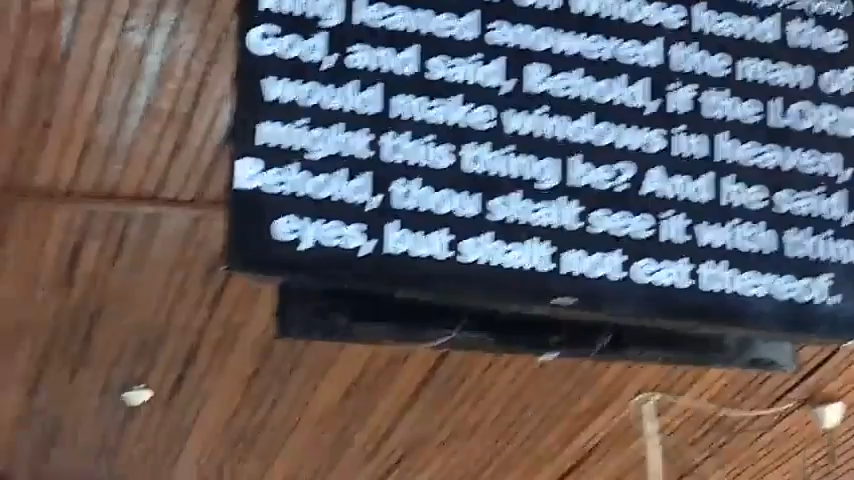 king leaned answered the man of
God, and said, Behold, if the LORD
would make windows in heaven,
might this thing be? And he said,
Behold, thou shalt see it with thine
eyes, but shalt not eat thereof.